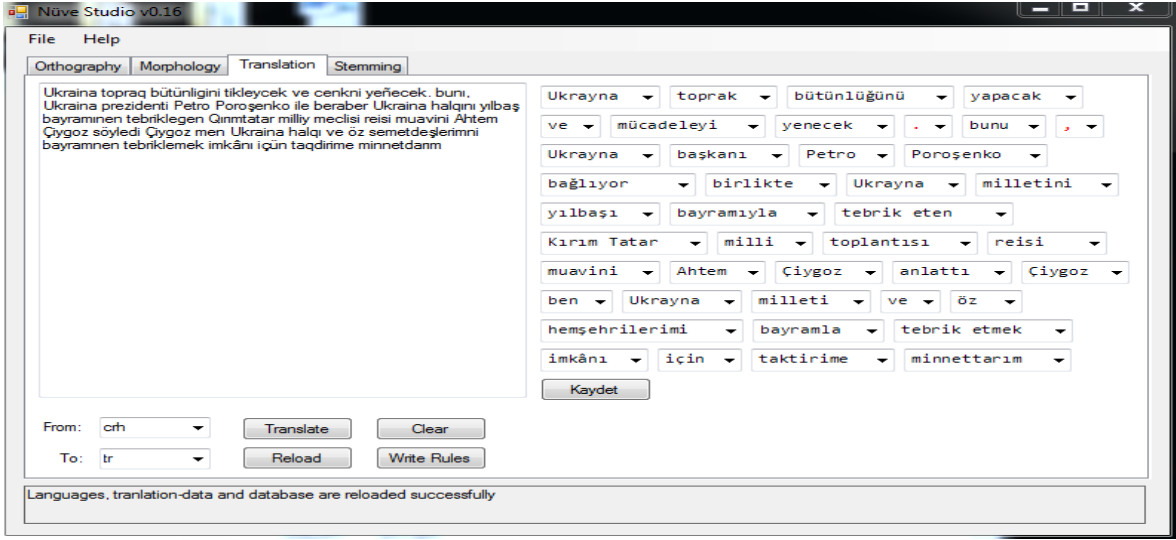 Nüve Studio v0.16
File Help
Orthography Morphology Translation Stemming
Ukraina topraq bütünligini tikleycek ve cenkni yeñecek. bunı,
Ukraina prezidenti Petro Poroşenko ile beraber Ukraina halqını yılbaş
bayramınen tebriklegen Qırımtatar milliy meclisi reisi muavini Ahtem
Çiygoz söyledi Çiygoz men Ukraina halqı ve öz semetdeşlerimni
bayramnen tebriklemek imkânı içün taqdirime minnetdarım
Ukrayna toprak bütünlüğünü yapacak
ve mücadeleyi yenecek . bunu ,
Ukrayna başkanı Petro Poroşenko
bağlıyor birlikte Ukrayna milletini
yılbaşı bayramıyla tebrik eten
Kırım Tatar milli toplantısı reisi
muavini Ahtem Çiygoz anlattı Çiygoz
ben Ukrayna milleti ve öz
hemşehrilerimi bayramla tebrik etmek
imkânı için taktirime minnettarım
Kaydet
From: crh Translate Clear
To: tr Reload Write Rules
Languages, tranlation-data and database are reloaded successfully